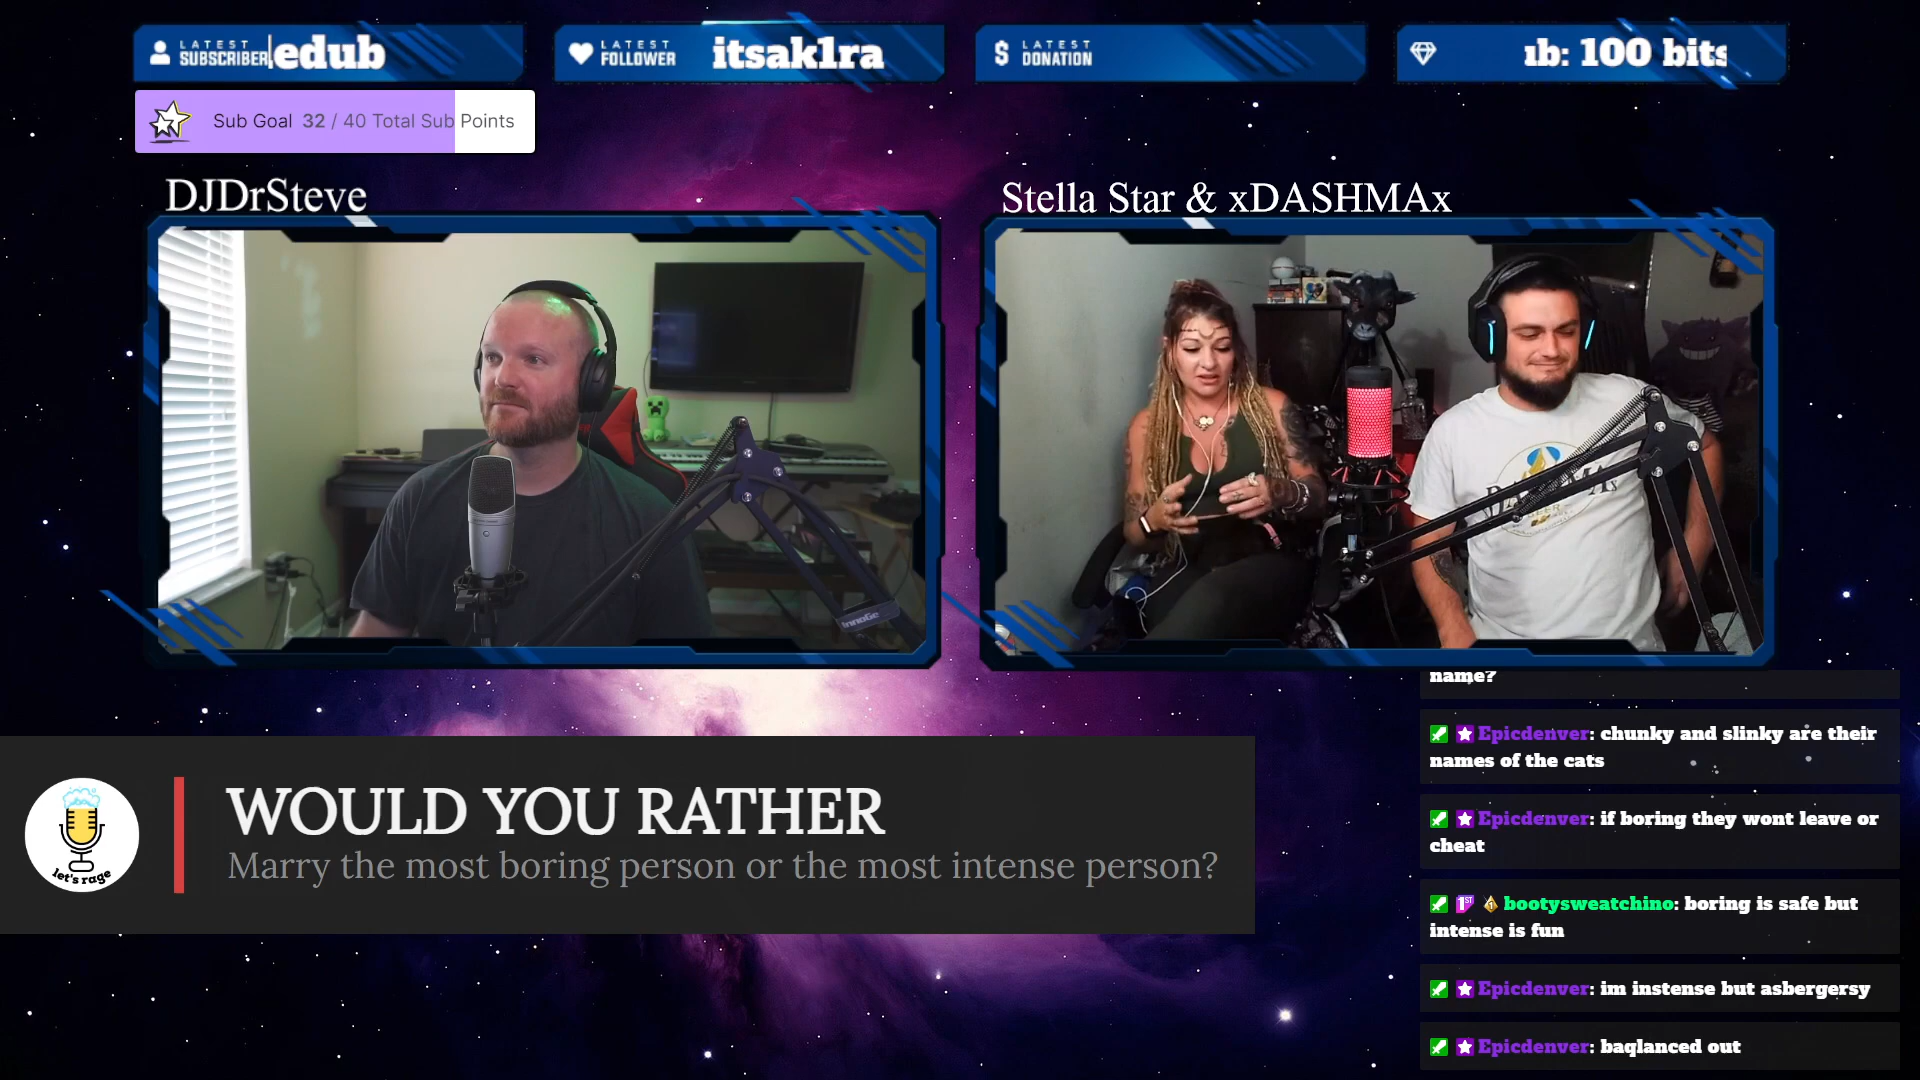 LATEST
SUBSCRIBER
edub
LATEST
FOLLOWER
itsak1ra
LATEST
DONATION
ub: 100 bits
Sub Goal 32 / 40 Total Sub Points
DJDrSteve
Stella Star & xDASHMAx
InnoGe
name?
Epicdenver: chunky and slinky are their
names of the cats
Epicdenver: if boring they wont leave or
cheat
1ST
bootysweatchino: boring is safe but
intense is fun
Epicdenver: im instense but asbergersy
Epicdenver: baqlanced out
WOULD YOU RATHER
Marry the most boring person or the most intense person?
let's rage